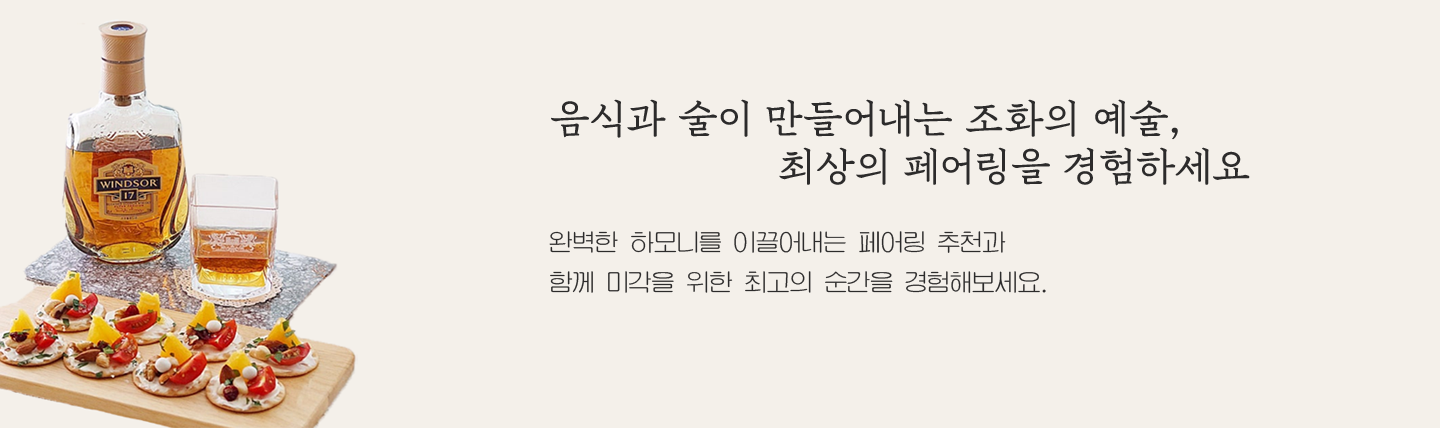 음식과 술이 만들어내는 조화의 예술,
최상의 페어링을 경험하세요
완벽한 하모니를 이끌어내는 페어링 추천과
함께 미각을 위한 최고의 순간을 경험해보세요.
WINDSOR
17